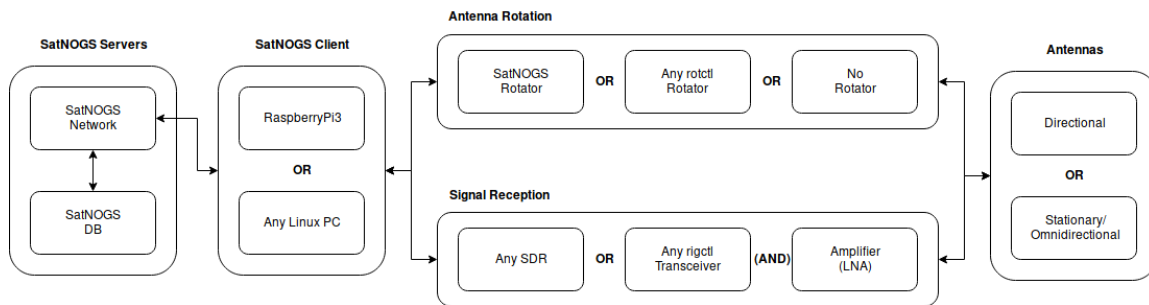 SatNOGS Servers
SatNOGS
Network
SatNOGS
DB
SatNOGS Client
RaspberryPi3
OR
Any Linux PC
Antenna Rotation
SatNOGS
Rotator
OR
Any rotctl
Rotator
OR
No
Rotator
Signal Reception
Any SDR
OR
Any rigctl
Transceiver
(AND)
Amplifier
(LNA)
Antennas
Directional
OR
Stationary/
Omnidirectional